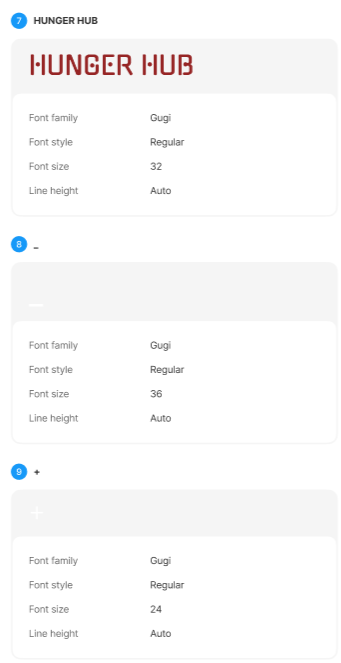 7 HUNGER HUB
HUNGER HUB
Font family Gugi
Font style Regular
Font size 32
Line height Auto
8 _
_
Font family Gugi
Font style Regular
Font size 36
Line height Auto
9 +
+
Font family Gugi
Font style Regular
Font size 24
Line height Auto